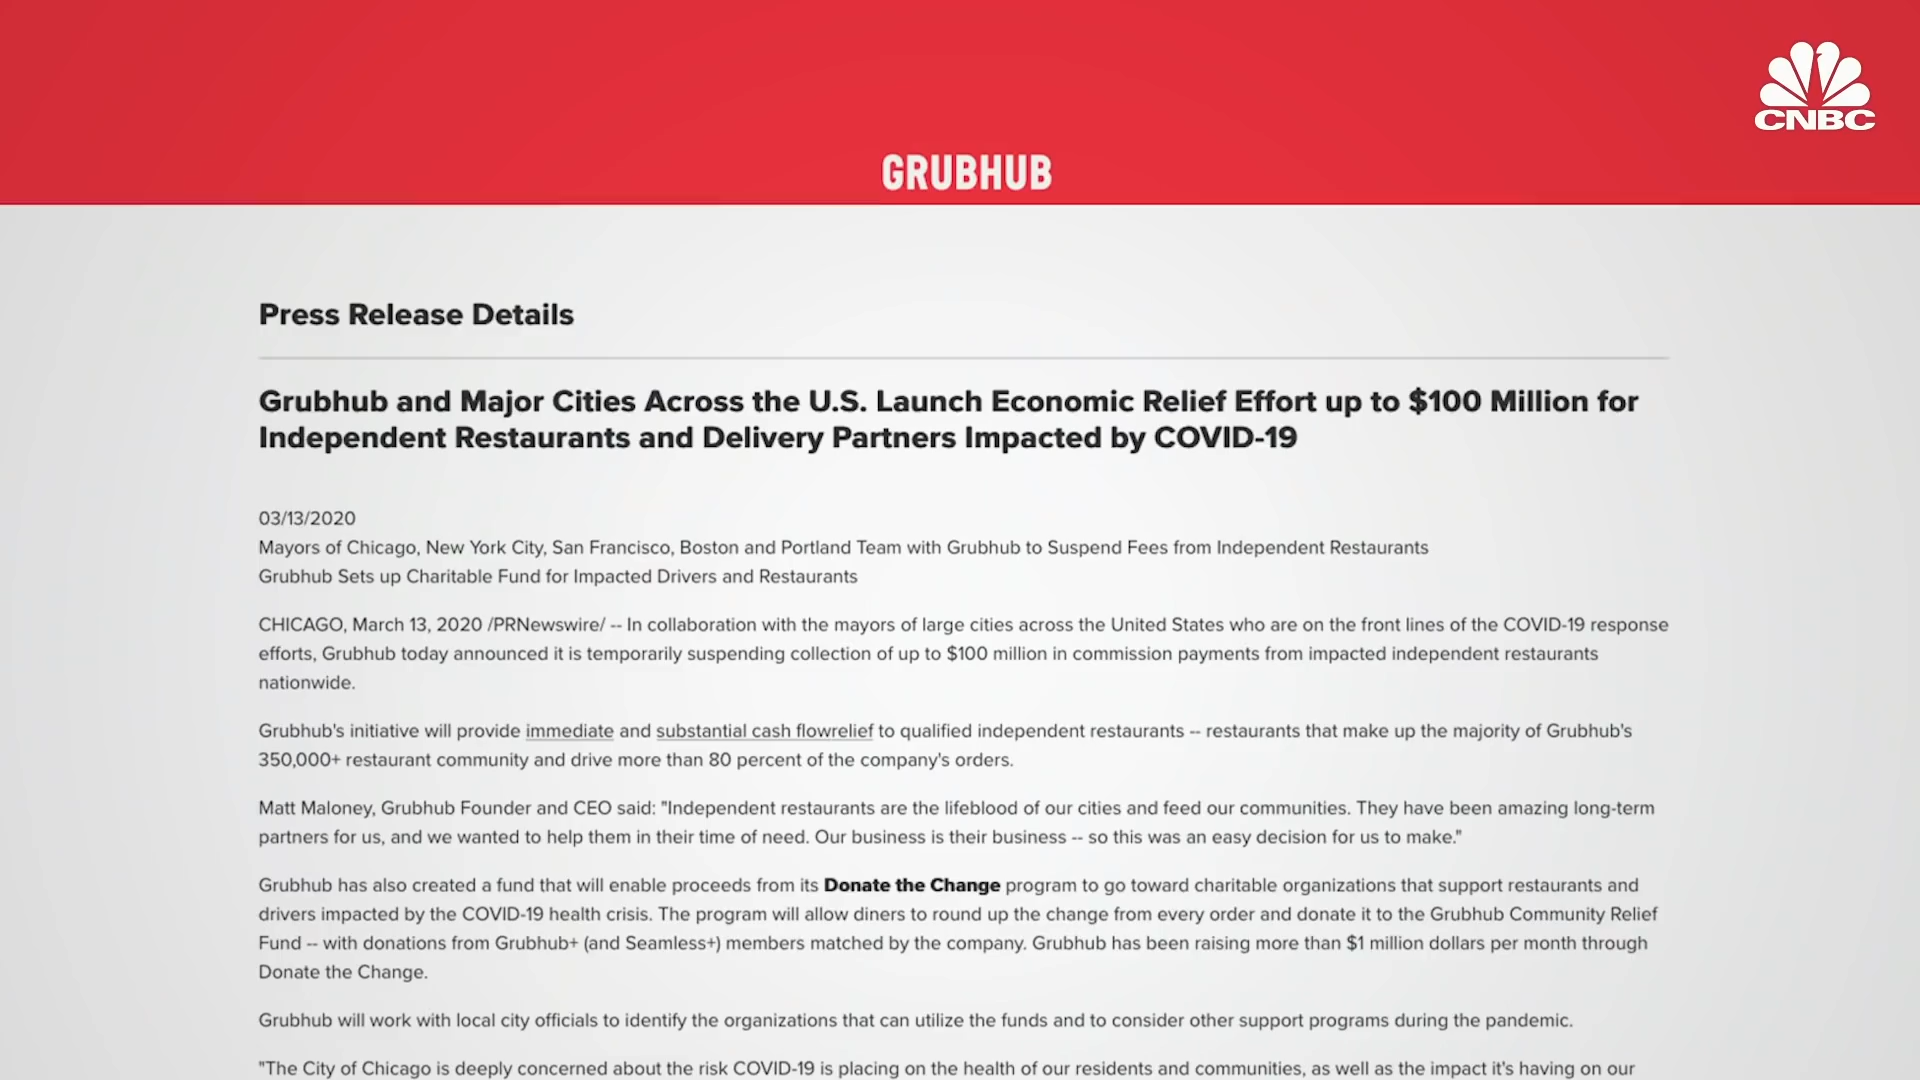 CNBC
GRUBHUB
Press Release Details
Grubhub and Major Cities Across the U.S. Launch Economic Relief Effort up to $100 Million for
Independent Restaurants and Delivery Partners Impacted by COVID-19
03/13/2020
Mayors of Chicago, New York City, San Francisco, Boston and Portland Team with Grubhub to Suspend Fees from Independent Restaurants
Grubhub Sets up Charitable Fund for Impacted Drivers and Restaurants
CHICAGO, March 13, 2020 /PRNewswire/ -- In collaboration with the mayors of large cities across the United States who are on the front lines of the COVID-19 response
efforts, Grubhub today announced it is temporarily suspending collection of up to $100 million in commission payments from impacted independent restaurants
nationwide.
Grubhub's initiative will provide immediate and substantial cash flowrelief to qualified independent restaurants -- restaurants that make up the majority of Grubhub's
350,000+ restaurant community and drive more than 80 percent of the company's orders.
Matt Maloney, Grubhub Founder and CEO said: "Independent restaurants are the lifeblood of our cities and feed our communities. They have been amazing long-term
partners for us, and we wanted to help them in their time of need. Our business is their business -- so this was an easy decision for us to make."
Grubhub has also created a fund that will enable proceeds from its Donate the Change program to go toward charitable organizations that support restaurants and
drivers impacted by the COVID-19 health crisis. The program will allow diners to round up the change from every order and donate it to the Grubhub Community Relief
Fund -- with donations from Grubhub+ (and Seamless+) members matched by the company. Grubhub has been raising more than $1 million dollars per month through
Donate the Change.
Grubhub will work with local city officials to identify the organizations that can utilize the funds and to consider other support programs during the pandemic.
"The City of Chicago is deeply concerned about the risk COVID-19 is placing on the health of our residents and communities, as well as the impact it's having on our